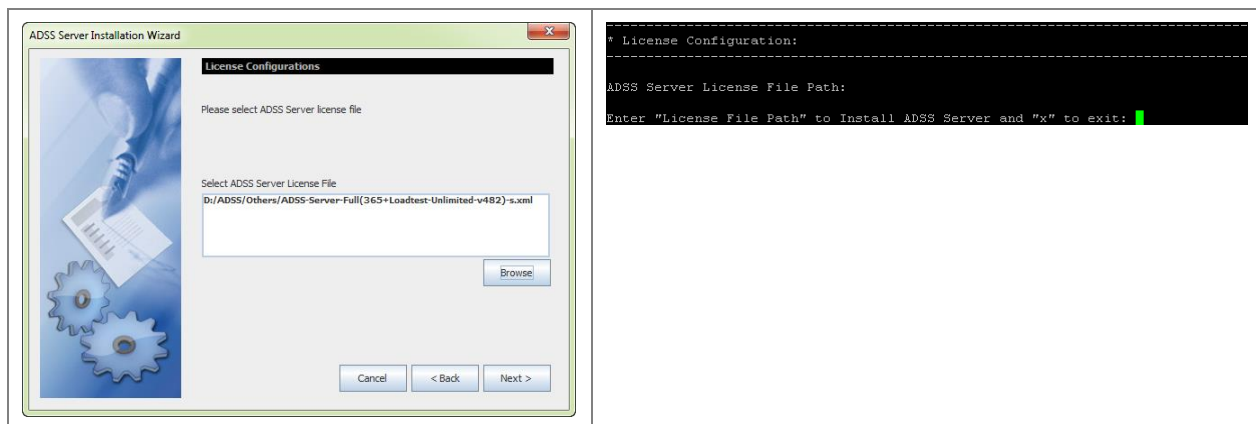 ADSS Server Installation Wizard
License Configurations
Please select ADSS Server license file
Select ADSS Server License File
D:/ADSS/Others/ADSS-Server-Full(365+Loadtest-Unlimited-v482)-s.xml
Browse
Cancel
< Back
Next >
* License Configuration:
ADSS Server License File Path:
Enter "License File Path" to Install ADSS Server and "x" to exit: